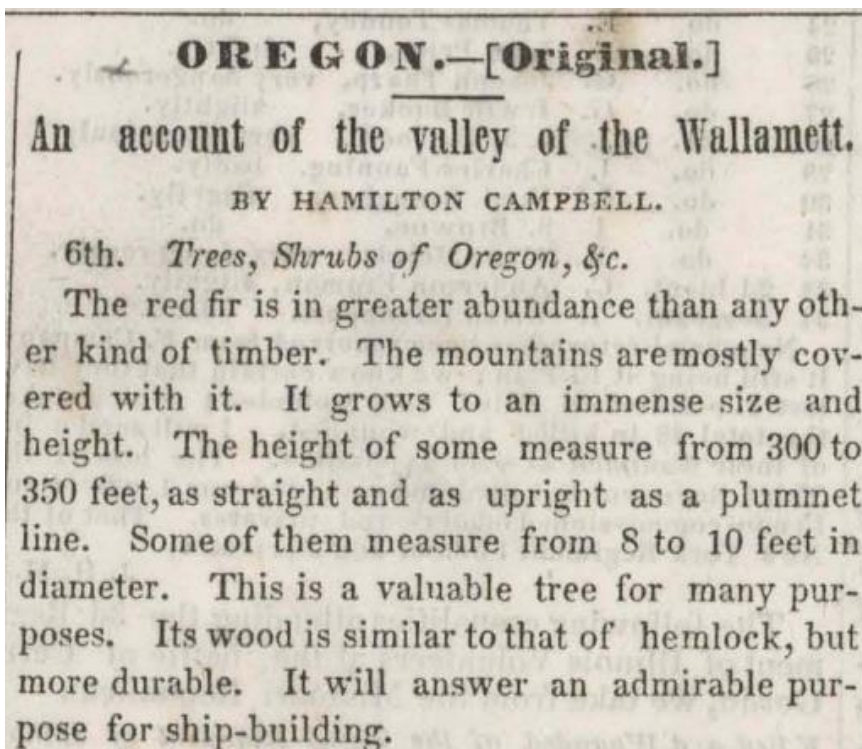 OREGON.—[Original.]
An account of the valley of the Wallamett.
BY HAMILTON CAMPBELL.
6th. Trees, Shrubs of Oregon, &c.
The red fir is in greater abundance than any oth-
er kind of timber. The mountains are mostly cov-
ered with it. It grows to an immense size and
height. The height of some measure from 300 to
350 feet, as straight and as upright as a plummet
line. Some of them measure from 8 to 10 feet in
diameter. This is a valuable tree for many pur-
poses. Its wood is similar to that of hemlock, but
more durable. It will answer an admirable pur-
pose for ship-building.